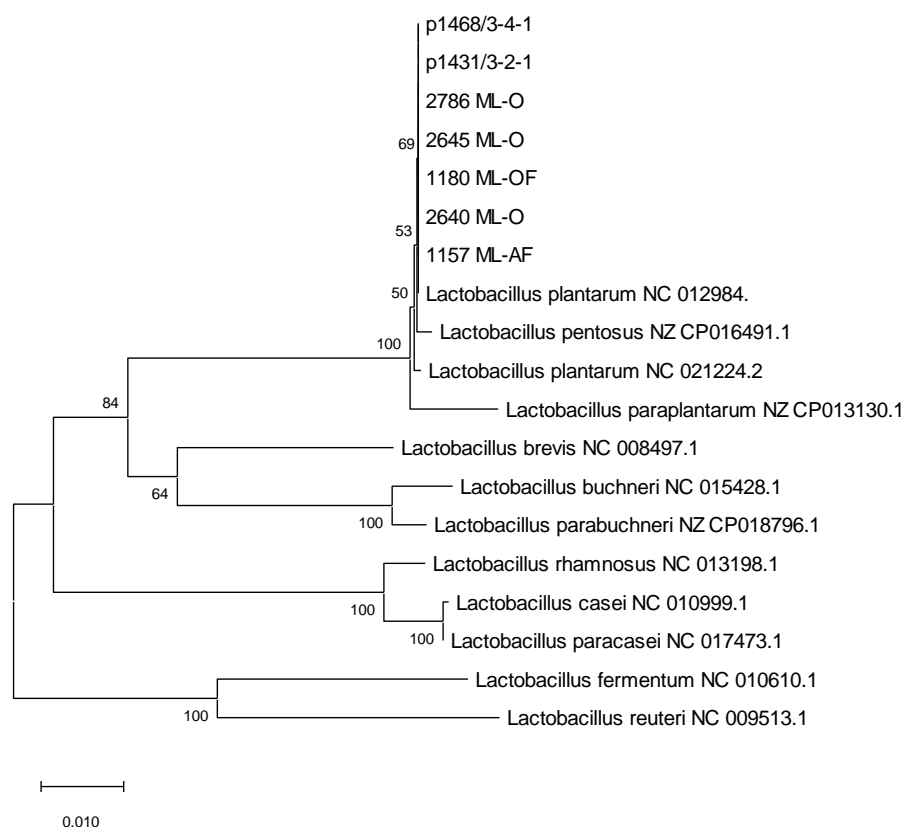 p1468/3-4-1
p1431/3-2-1
2786 ML-O
2645 ML-O
69
1180 ML-OF
2640 ML-O
53
1157 ML-AF
50
Lactobacillus plantarum NC 012984.
Lactobacillus pentosus NZ CP016491.1
100
Lactobacillus plantarum NC 021224.2
84
Lactobacillus paraplantarum NZ CP013130.1
Lactobacillus brevis NC 008497.1
64
Lactobacillus buchneri NC 015428.1
100
Lactobacillus parabuchneri NZ CP018796.1
Lactobacillus rhamnosus NC 013198.1
100
Lactobacillus casei NC 010999.1
100
Lactobacillus paracasei NC 017473.1
Lactobacillus fermentum NC 010610.1
100
Lactobacillus reuteri NC 009513.1
0.010